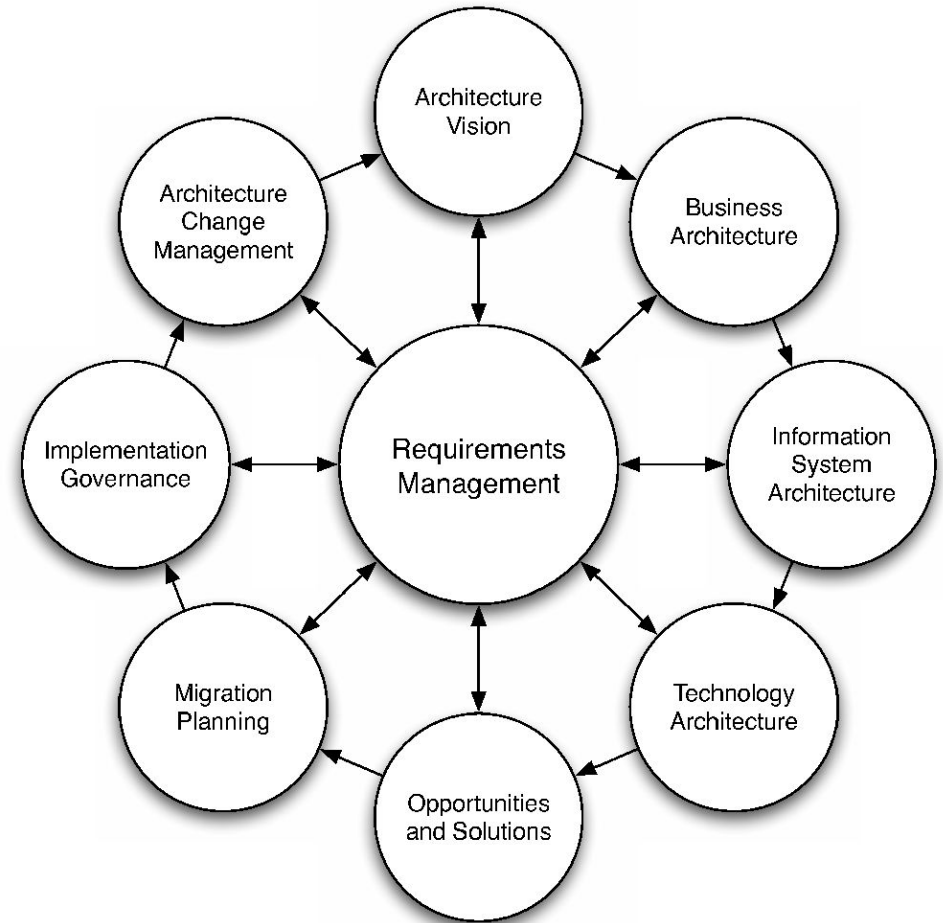 Architecture
Vision
Business
Architecture
Information
System
Architecture
Technology
Architecture
Opportunities
and Solutions
Migration
Planning
Implementation
Governance
Architecture
Change
Management
Requirements
Management